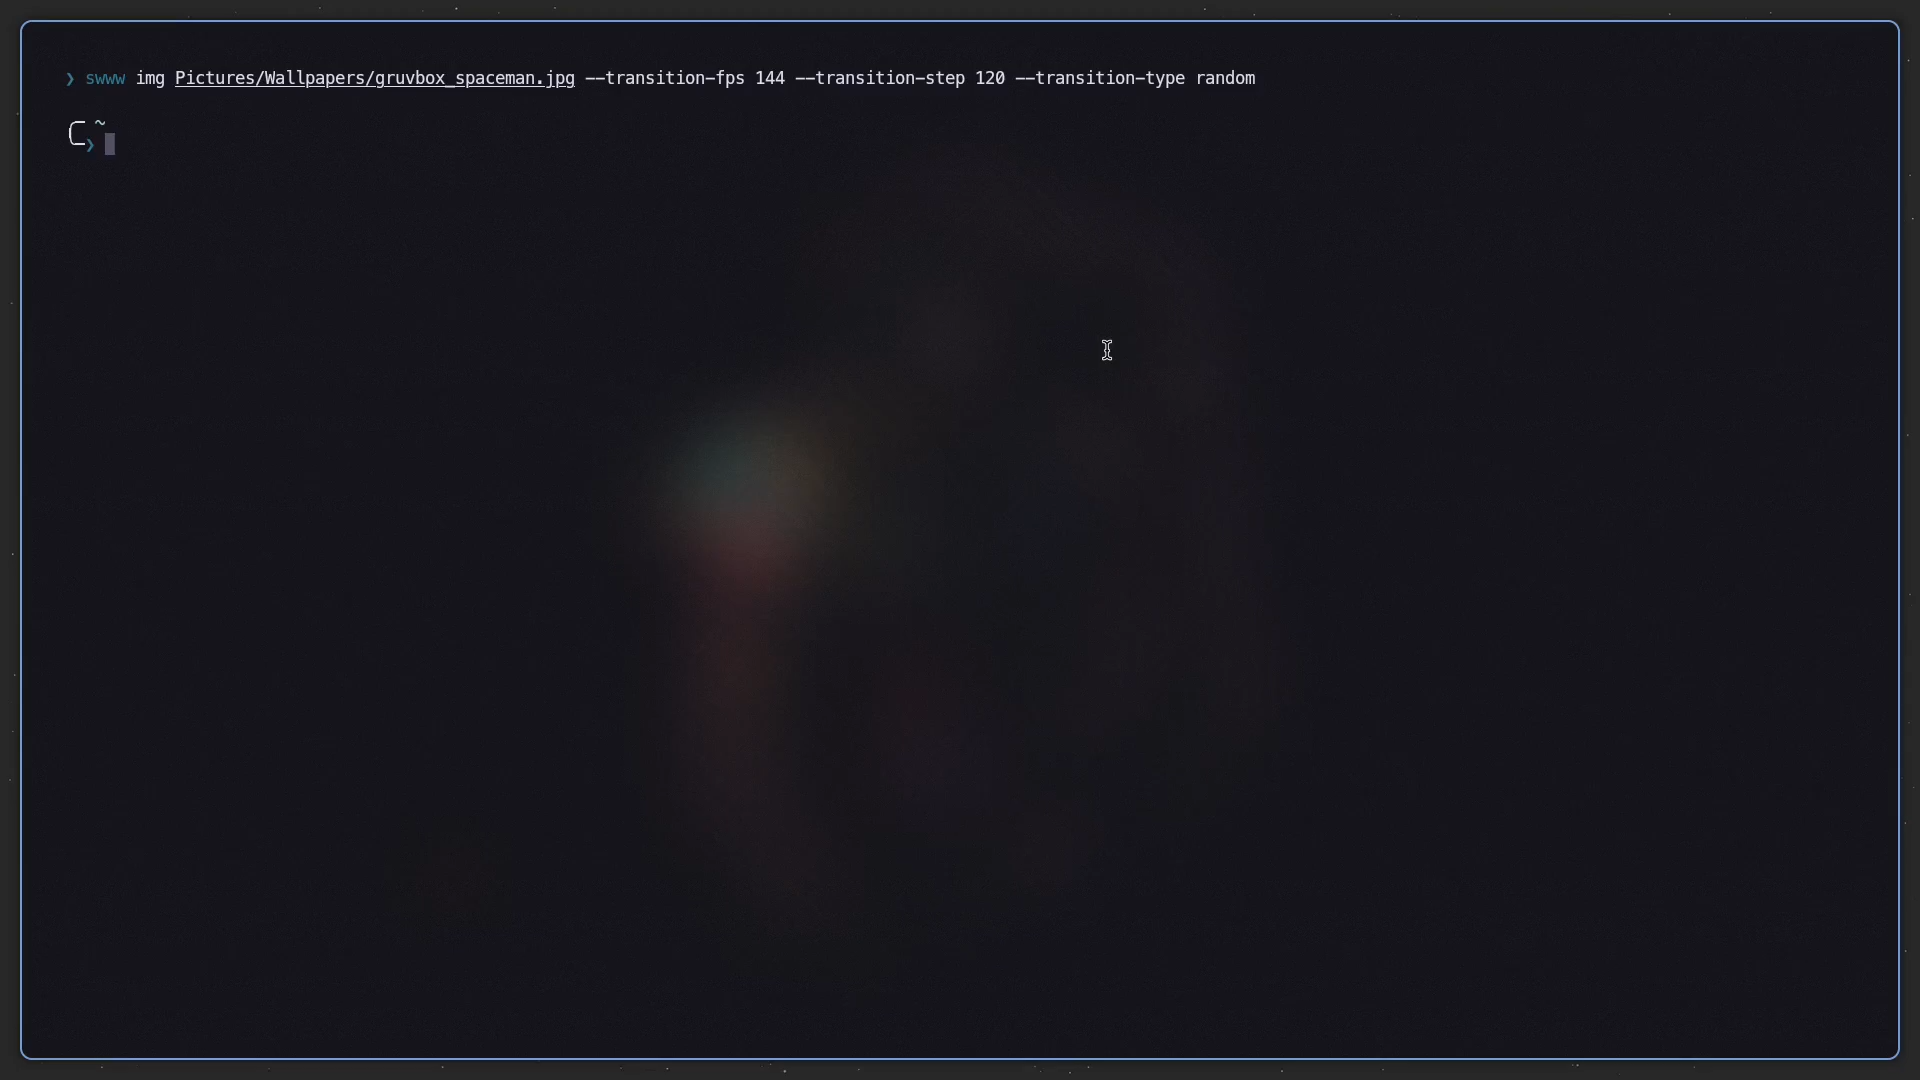 ❯ swww img Pictures/Wallpapers/gruvbox_spaceman.jpg --transition-fps 144 --transition-step 120 --transition-type random
~
❯